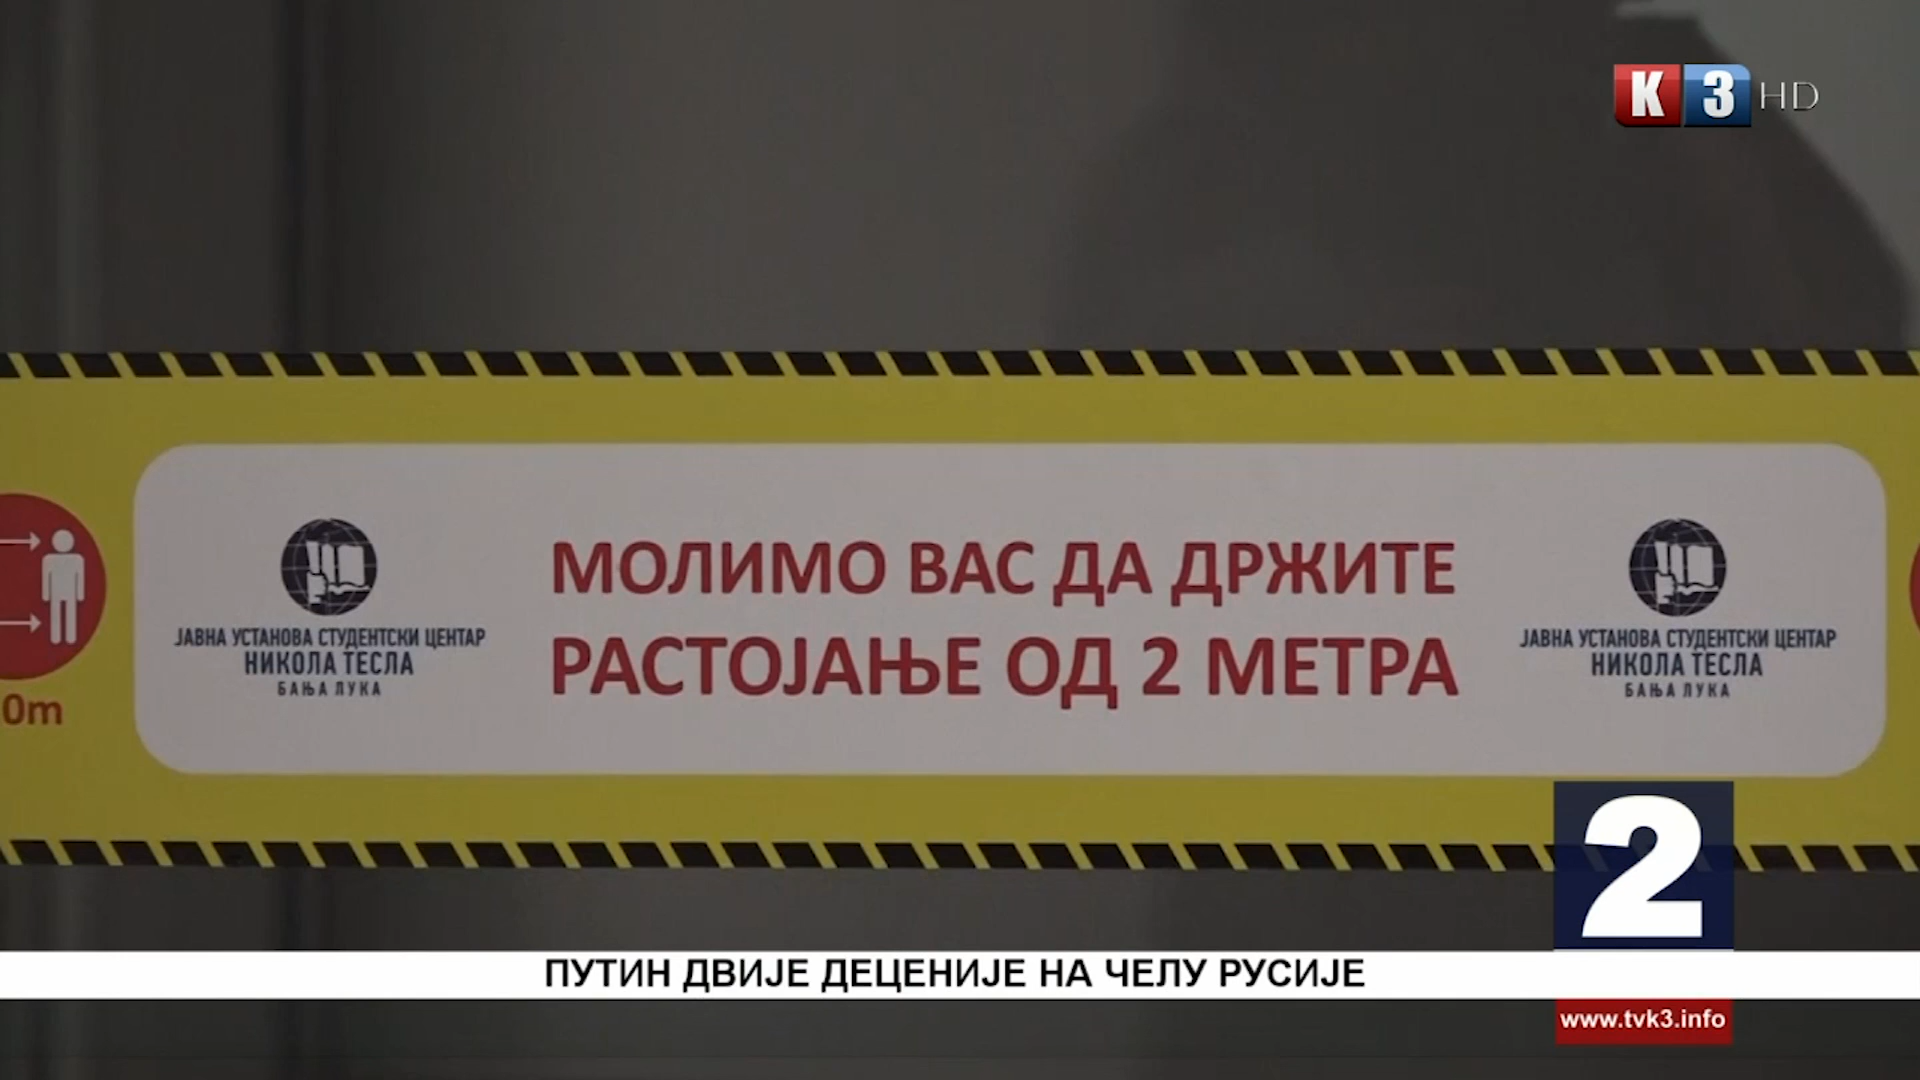 K3 HD
МОЛИМО ВАС ДА ДРЖИТЕ
РАСТОЈАЊЕ ОД 2 МЕТРА
ЈАВНА УСТАНОВА СТУДЕНТСКИ ЦЕНТАР
НИКОЛА ТЕСЛА
БАЊА ЛУКА
ЈАВНА УСТАНОВА СТУДЕНТСКИ ЦЕНТАР
НИКОЛА ТЕСЛА
БАЊА ЛУКА
0m
2
ПУТИН ДВИЈЕ ДЕЦЕНИЈЕ НА ЧЕЛУ РУСИЈЕ
www.tvk3.info